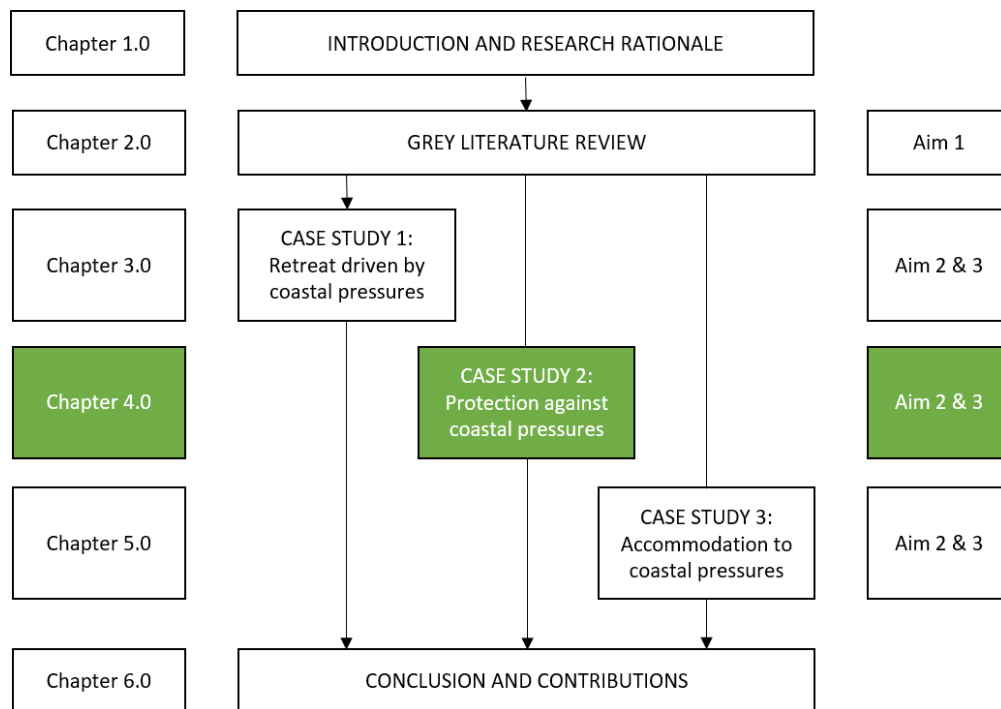 Chapter 1.0
INTRODUCTION AND RESEARCH RATIONALE
Chapter 2.0
GREY LITERATURE REVIEW
Aim 1
Chapter 3.0
CASE STUDY 1:
Retreat driven by
coastal pressures
Aim 2 & 3
Chapter 4.0
CASE STUDY 2:
Protection against
coastal pressures
Aim 2 & 3
Chapter 5.0
CASE STUDY 3:
Accommodation to
coastal pressures
Aim 2 & 3
Chapter 6.0
CONCLUSION AND CONTRIBUTIONS